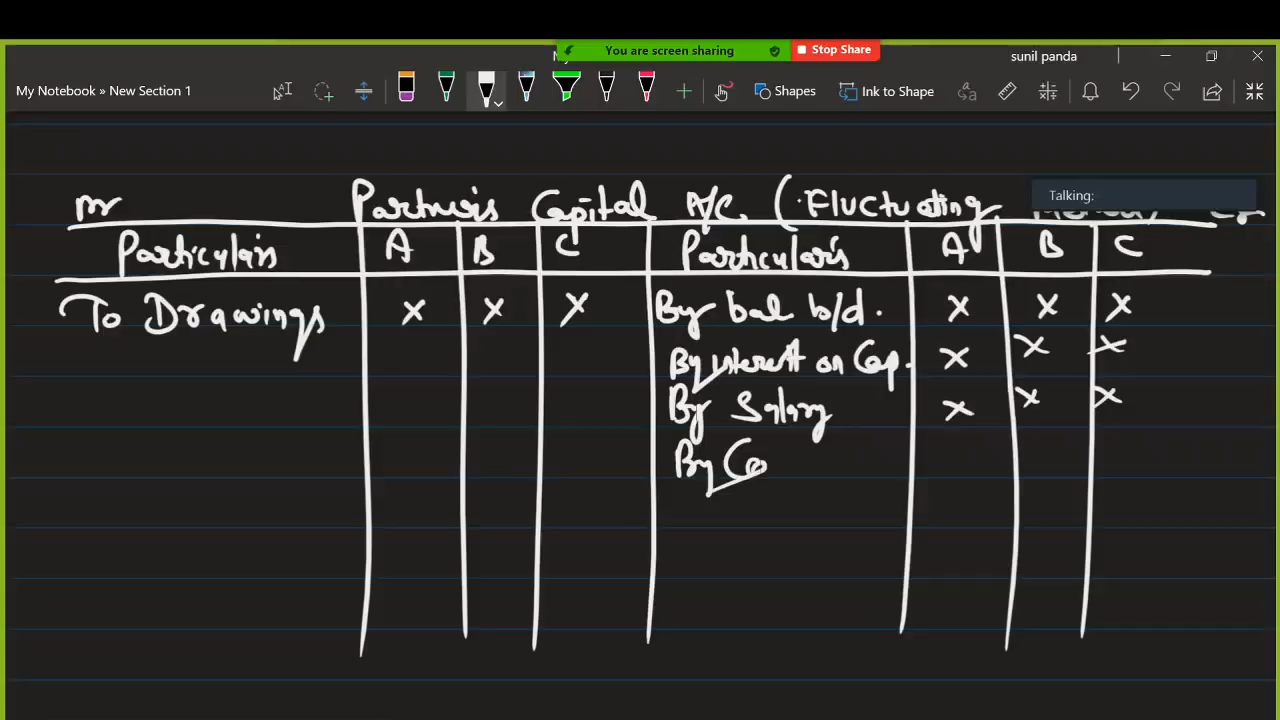 You are screen sharing
Stop Share
sunil panda
My Notebook » New Section 1
Shapes
Ink to Shape
Talking:
Dr Partners Capital A/C. (Fluctuating
Particulars A B C Particulars A B C
To Drawings x x x By bal b/d. x x x
By interest on Cap. x x x
By Salary x x x
By Co